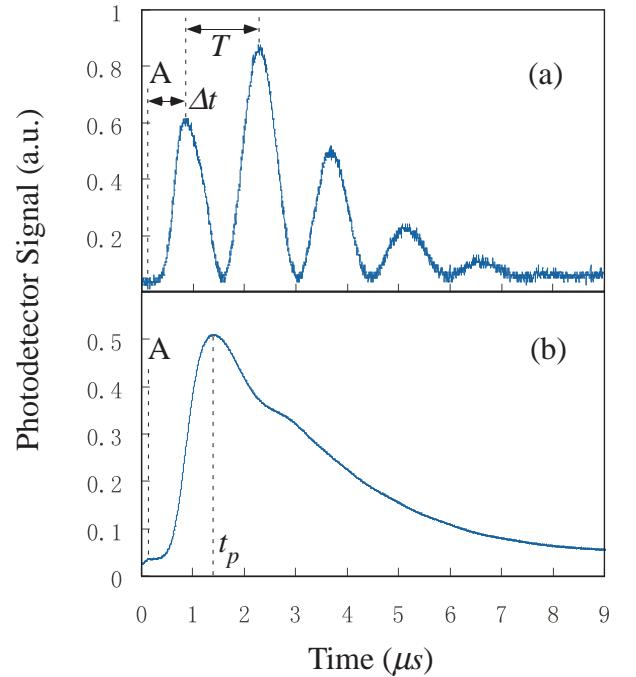 Photodetector Signal (a.u.)
1
0.8
0.6
0.4
0.2
T
A
Δt
(a)
0.5
0.4
0.3
0.2
0.1
0
A
(b)
t_p
0 1 2 3 4 5 6 7 8 9
Time (μs)